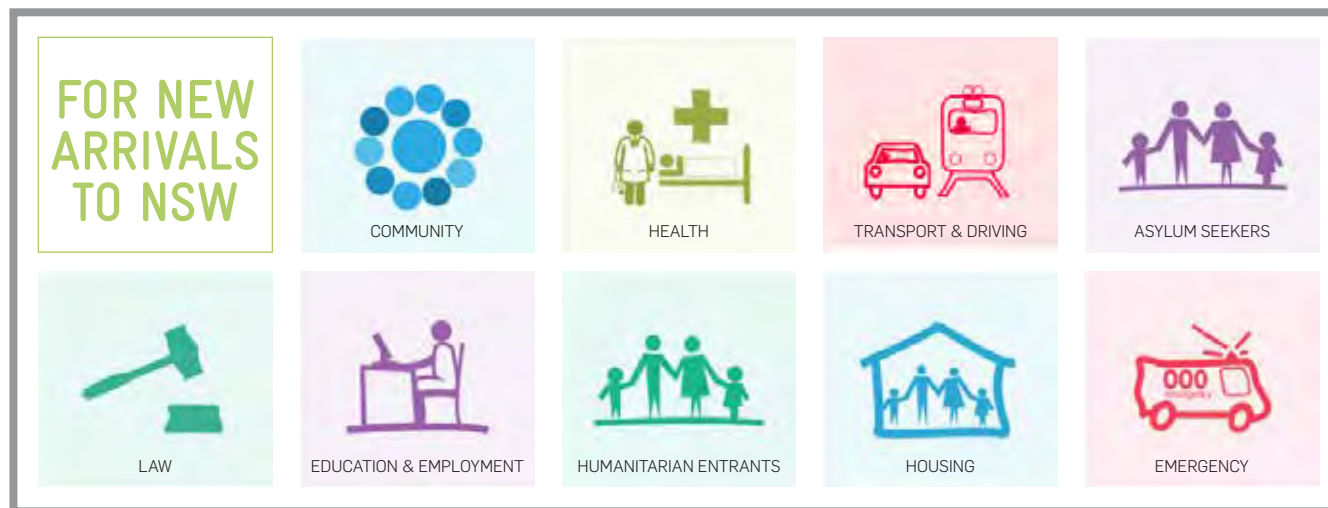 FOR NEW
ARRIVALS
TO NSW
COMMUNITY
HEALTH
TRANSPORT & DRIVING
ASYLUM SEEKERS
LAW
EDUCATION & EMPLOYMENT
HUMANITARIAN ENTRANTS
HOUSING
000
emergency
EMERGENCY